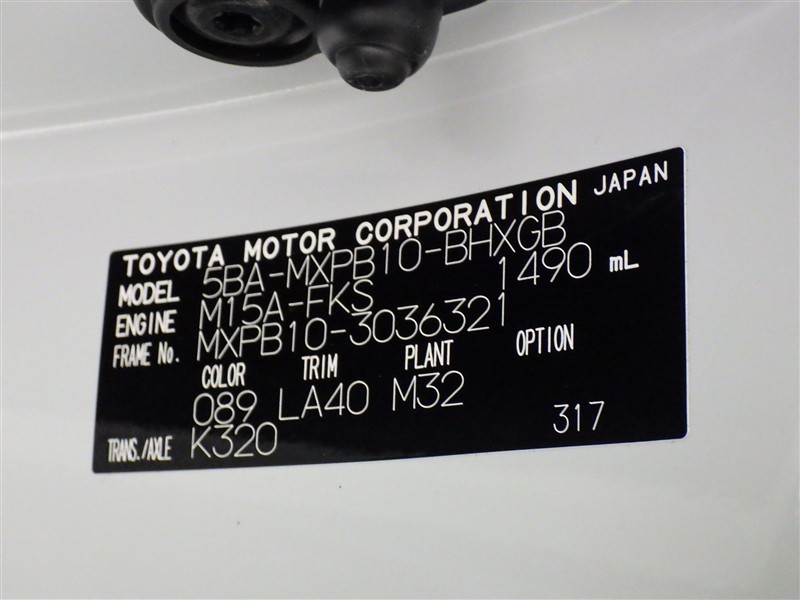 TOYOTA MOTOR CORPORATION JAPAN
MODEL 5BA-MXPB10-BHXGB
ENGINE M15A-FKS 1490 mL
FRAME No. MXPB10-3036321
COLOR TRIM PLANT OPTION
089 LA40 M32
TRANS./AXLE K320 317